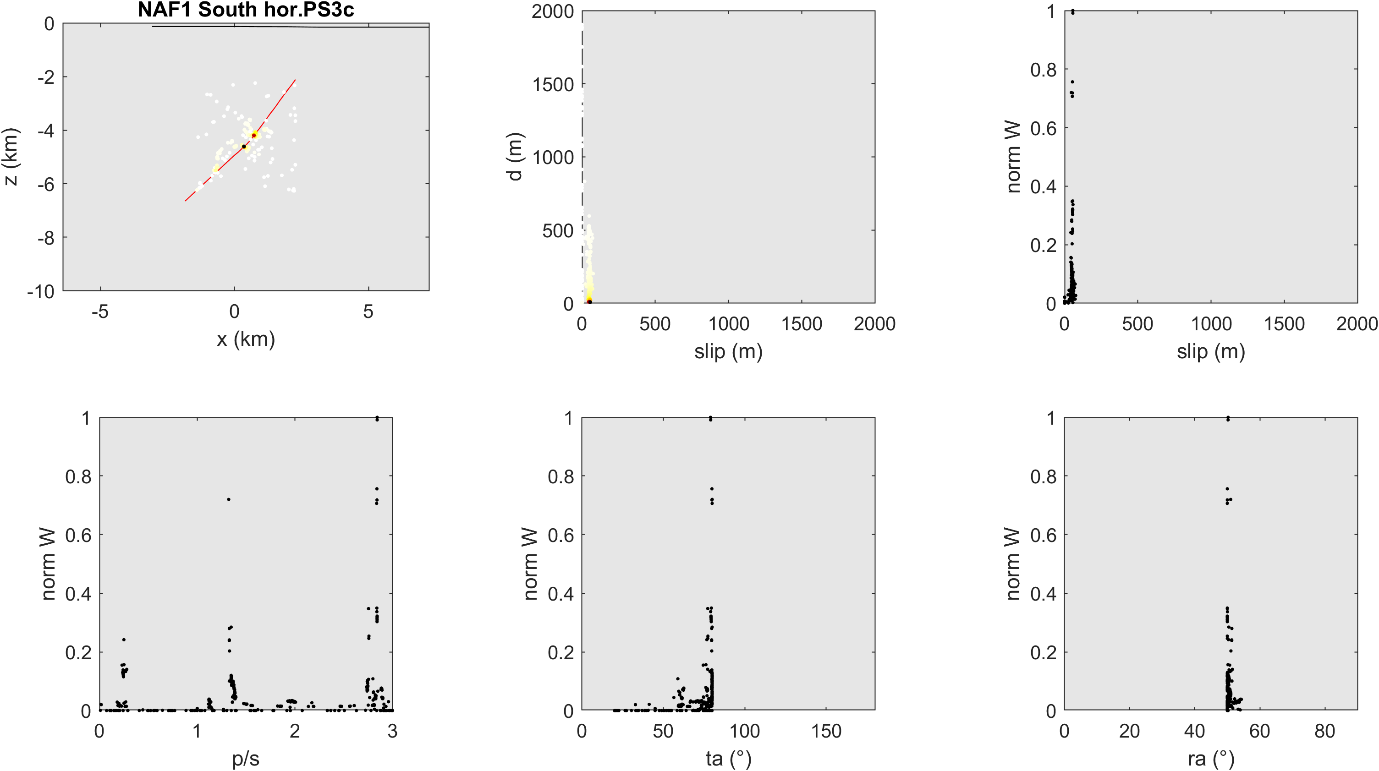 NAF1 South hor.PS3c
0
-2
-4
-6
-8
-10
z (km)
-5 0 5
x (km)
2000
1500
1000
500
0
d (m)
0 500 1000 1500 2000
slip (m)
1
0.8
0.6
0.4
0.2
0
norm W
0 500 1000 1500 2000
slip (m)
1
0.8
0.6
0.4
0.2
0
norm W
0 1 2 3
p/s
1
0.8
0.6
0.4
0.2
0
norm W
0 50 100 150
ta (°)
1
0.8
0.6
0.4
0.2
0
norm W
0 20 40 60 80
ra (°)